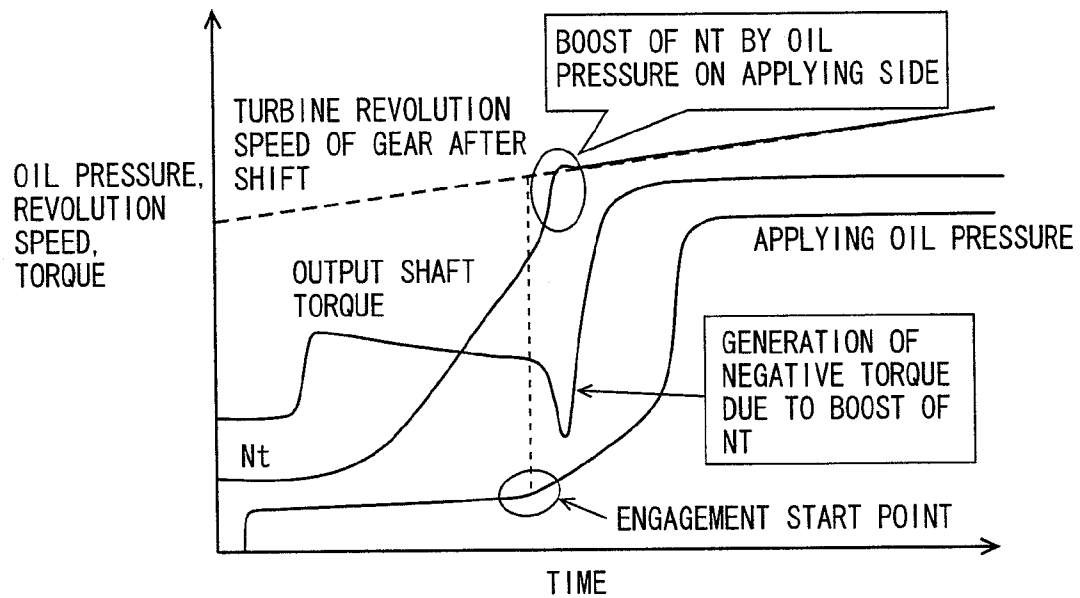 BOOST OF NT BY OIL
PRESSURE ON APPLYING SIDE
TURBINE REVOLUTION
SPEED OF GEAR AFTER
SHIFT
OIL PRESSURE,
REVOLUTION
SPEED,
TORQUE
APPLYING OIL PRESSURE
OUTPUT SHAFT
TORQUE
GENERATION OF
NEGATIVE TORQUE
DUE TO BOOST OF
NT
Nt
ENGAGEMENT START POINT
TIME